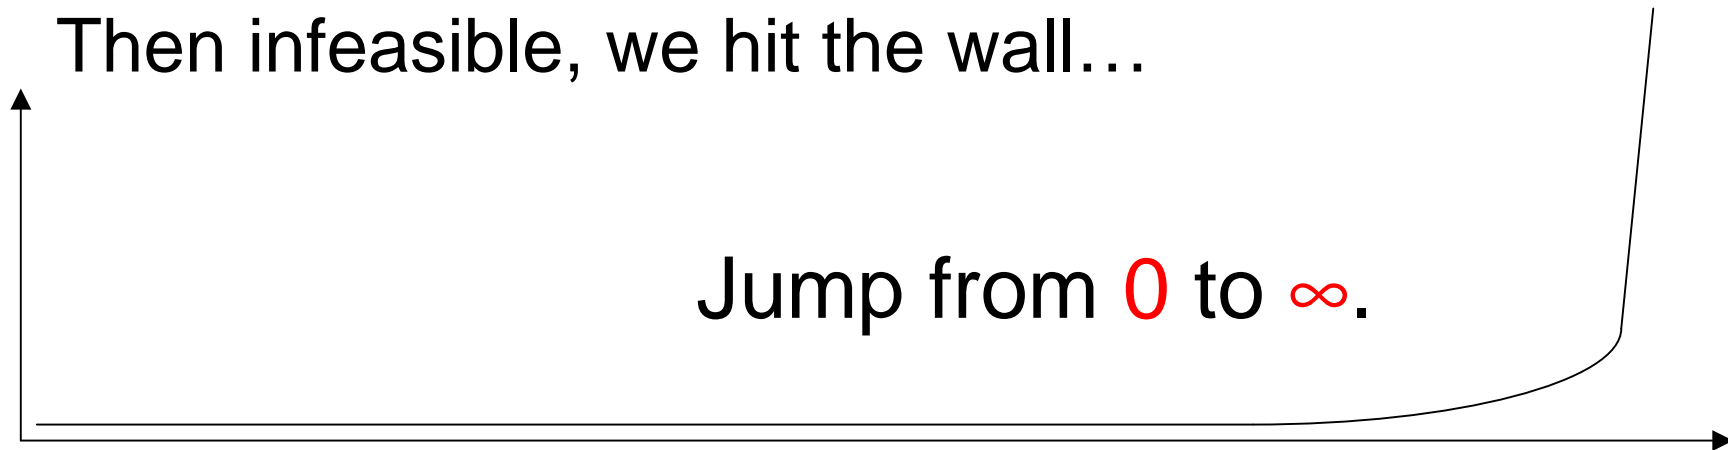 Then infeasible, we hit the wall…
Jump from 0 to ∞.